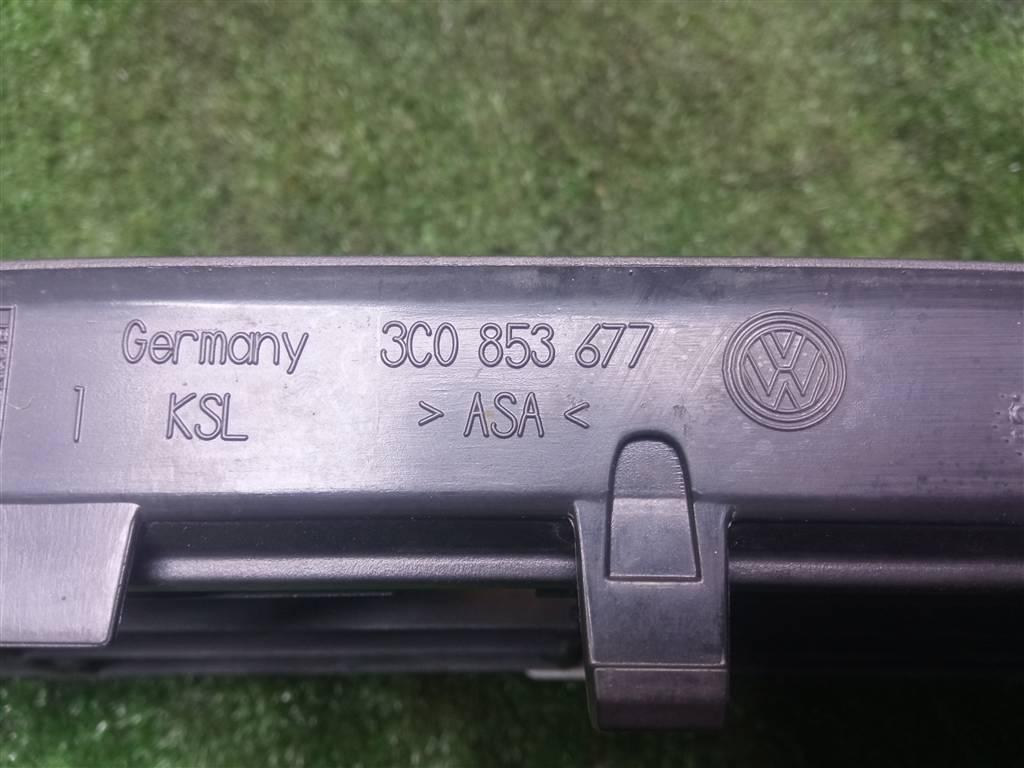 Germany 3C0 853 677
1 KSL >ASA<